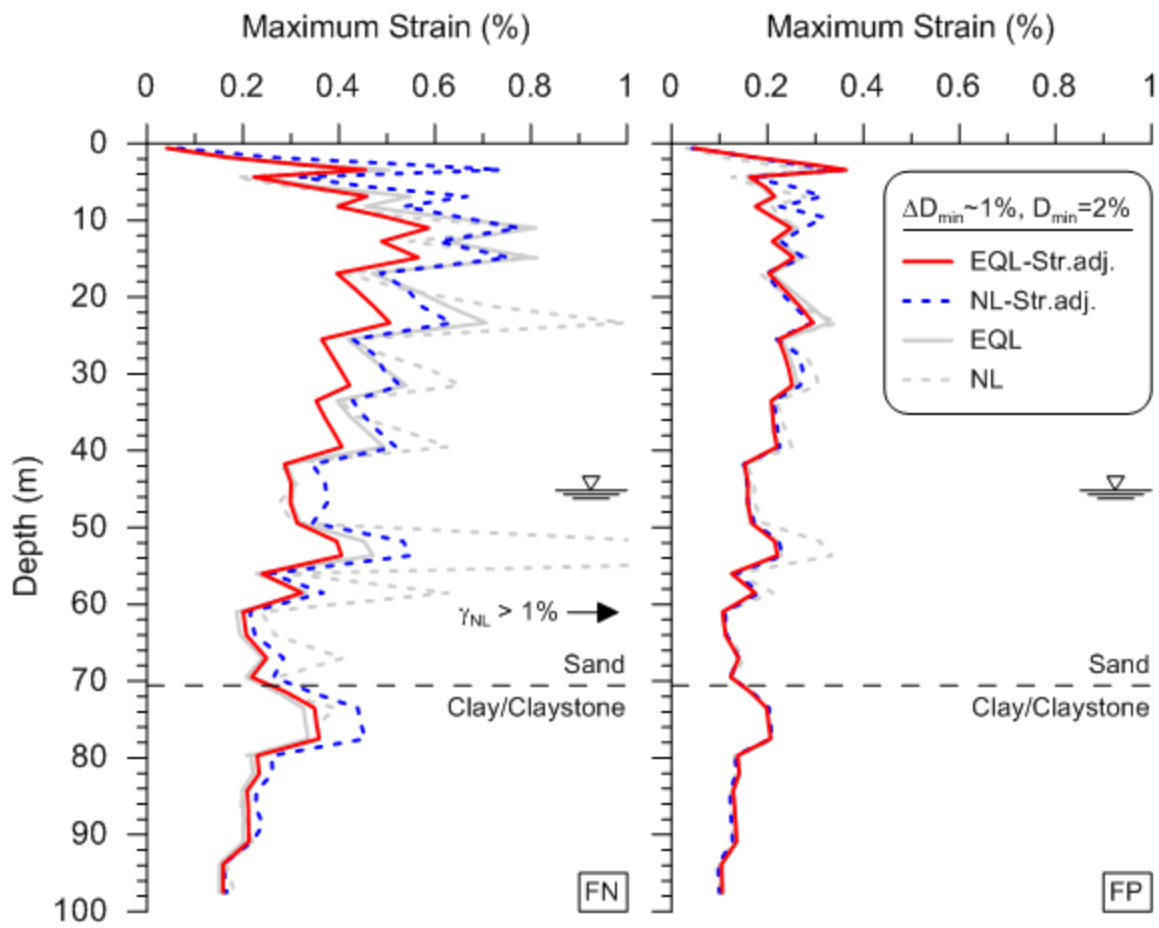 Maximum Strain (%) Maximum Strain (%)
0 0.2 0.4 0.6 0.8 1 0 0.2 0.4 0.6 0.8 1
0
10
20
30
40
50
60
70
80
90
100
Depth (m)
γNL > 1%
Sand
Clay/Claystone
FN
ΔDmin~1%, Dmin=2%
EQL-Str.adj.
NL-Str.adj.
EQL
NL
Sand
Clay/Claystone
FP